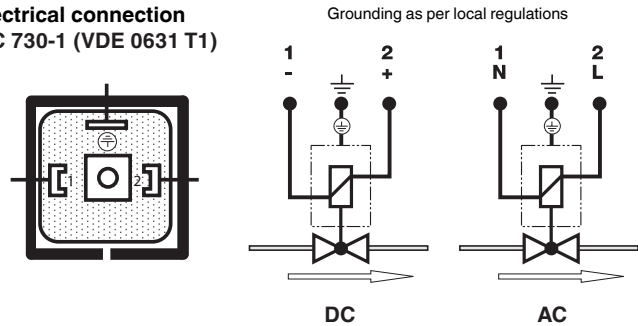 ectrical connection
C 730-1 (VDE 0631 T1)
Grounding as per local regulations
1 2
- +
1 2
N L
1 2
DC
AC